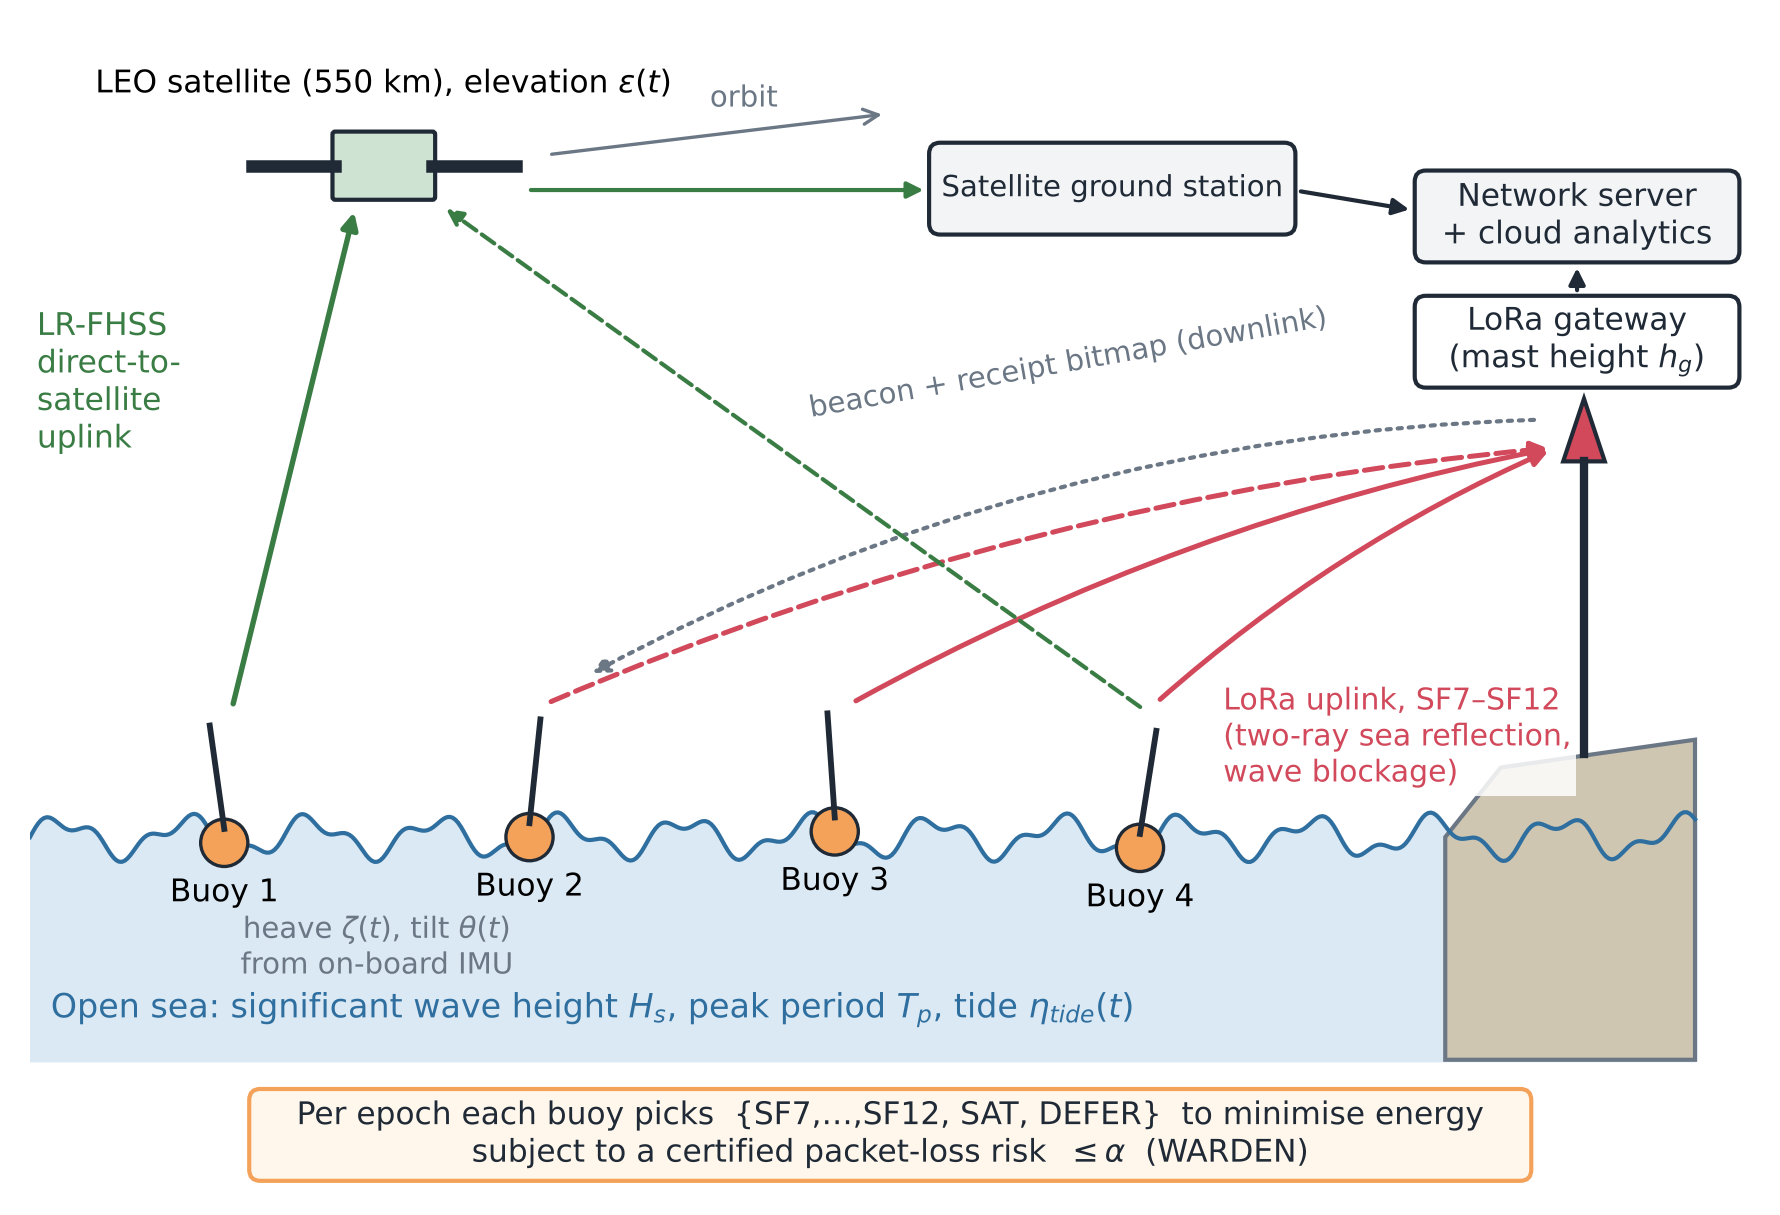 LEO satellite (550 km), elevation ε(t)
orbit
Satellite ground station
Network server
+ cloud analytics
LoRa gateway
(mast height h_g)
LR-FHSS
direct-to-
satellite
uplink
beacon + receipt bitmap (downlink)
LoRa uplink, SF7–SF12
(two-ray sea reflection,
wave blockage)
Buoy 1
Buoy 2
Buoy 3
Buoy 4
heave ζ(t), tilt θ(t)
from on-board IMU
Open sea: significant wave height H_s, peak period T_p, tide η_tide(t)
Per epoch each buoy picks {SF7,...,SF12, SAT, DEFER} to minimise energy
subject to a certified packet-loss risk ≤ α (WARDEN)